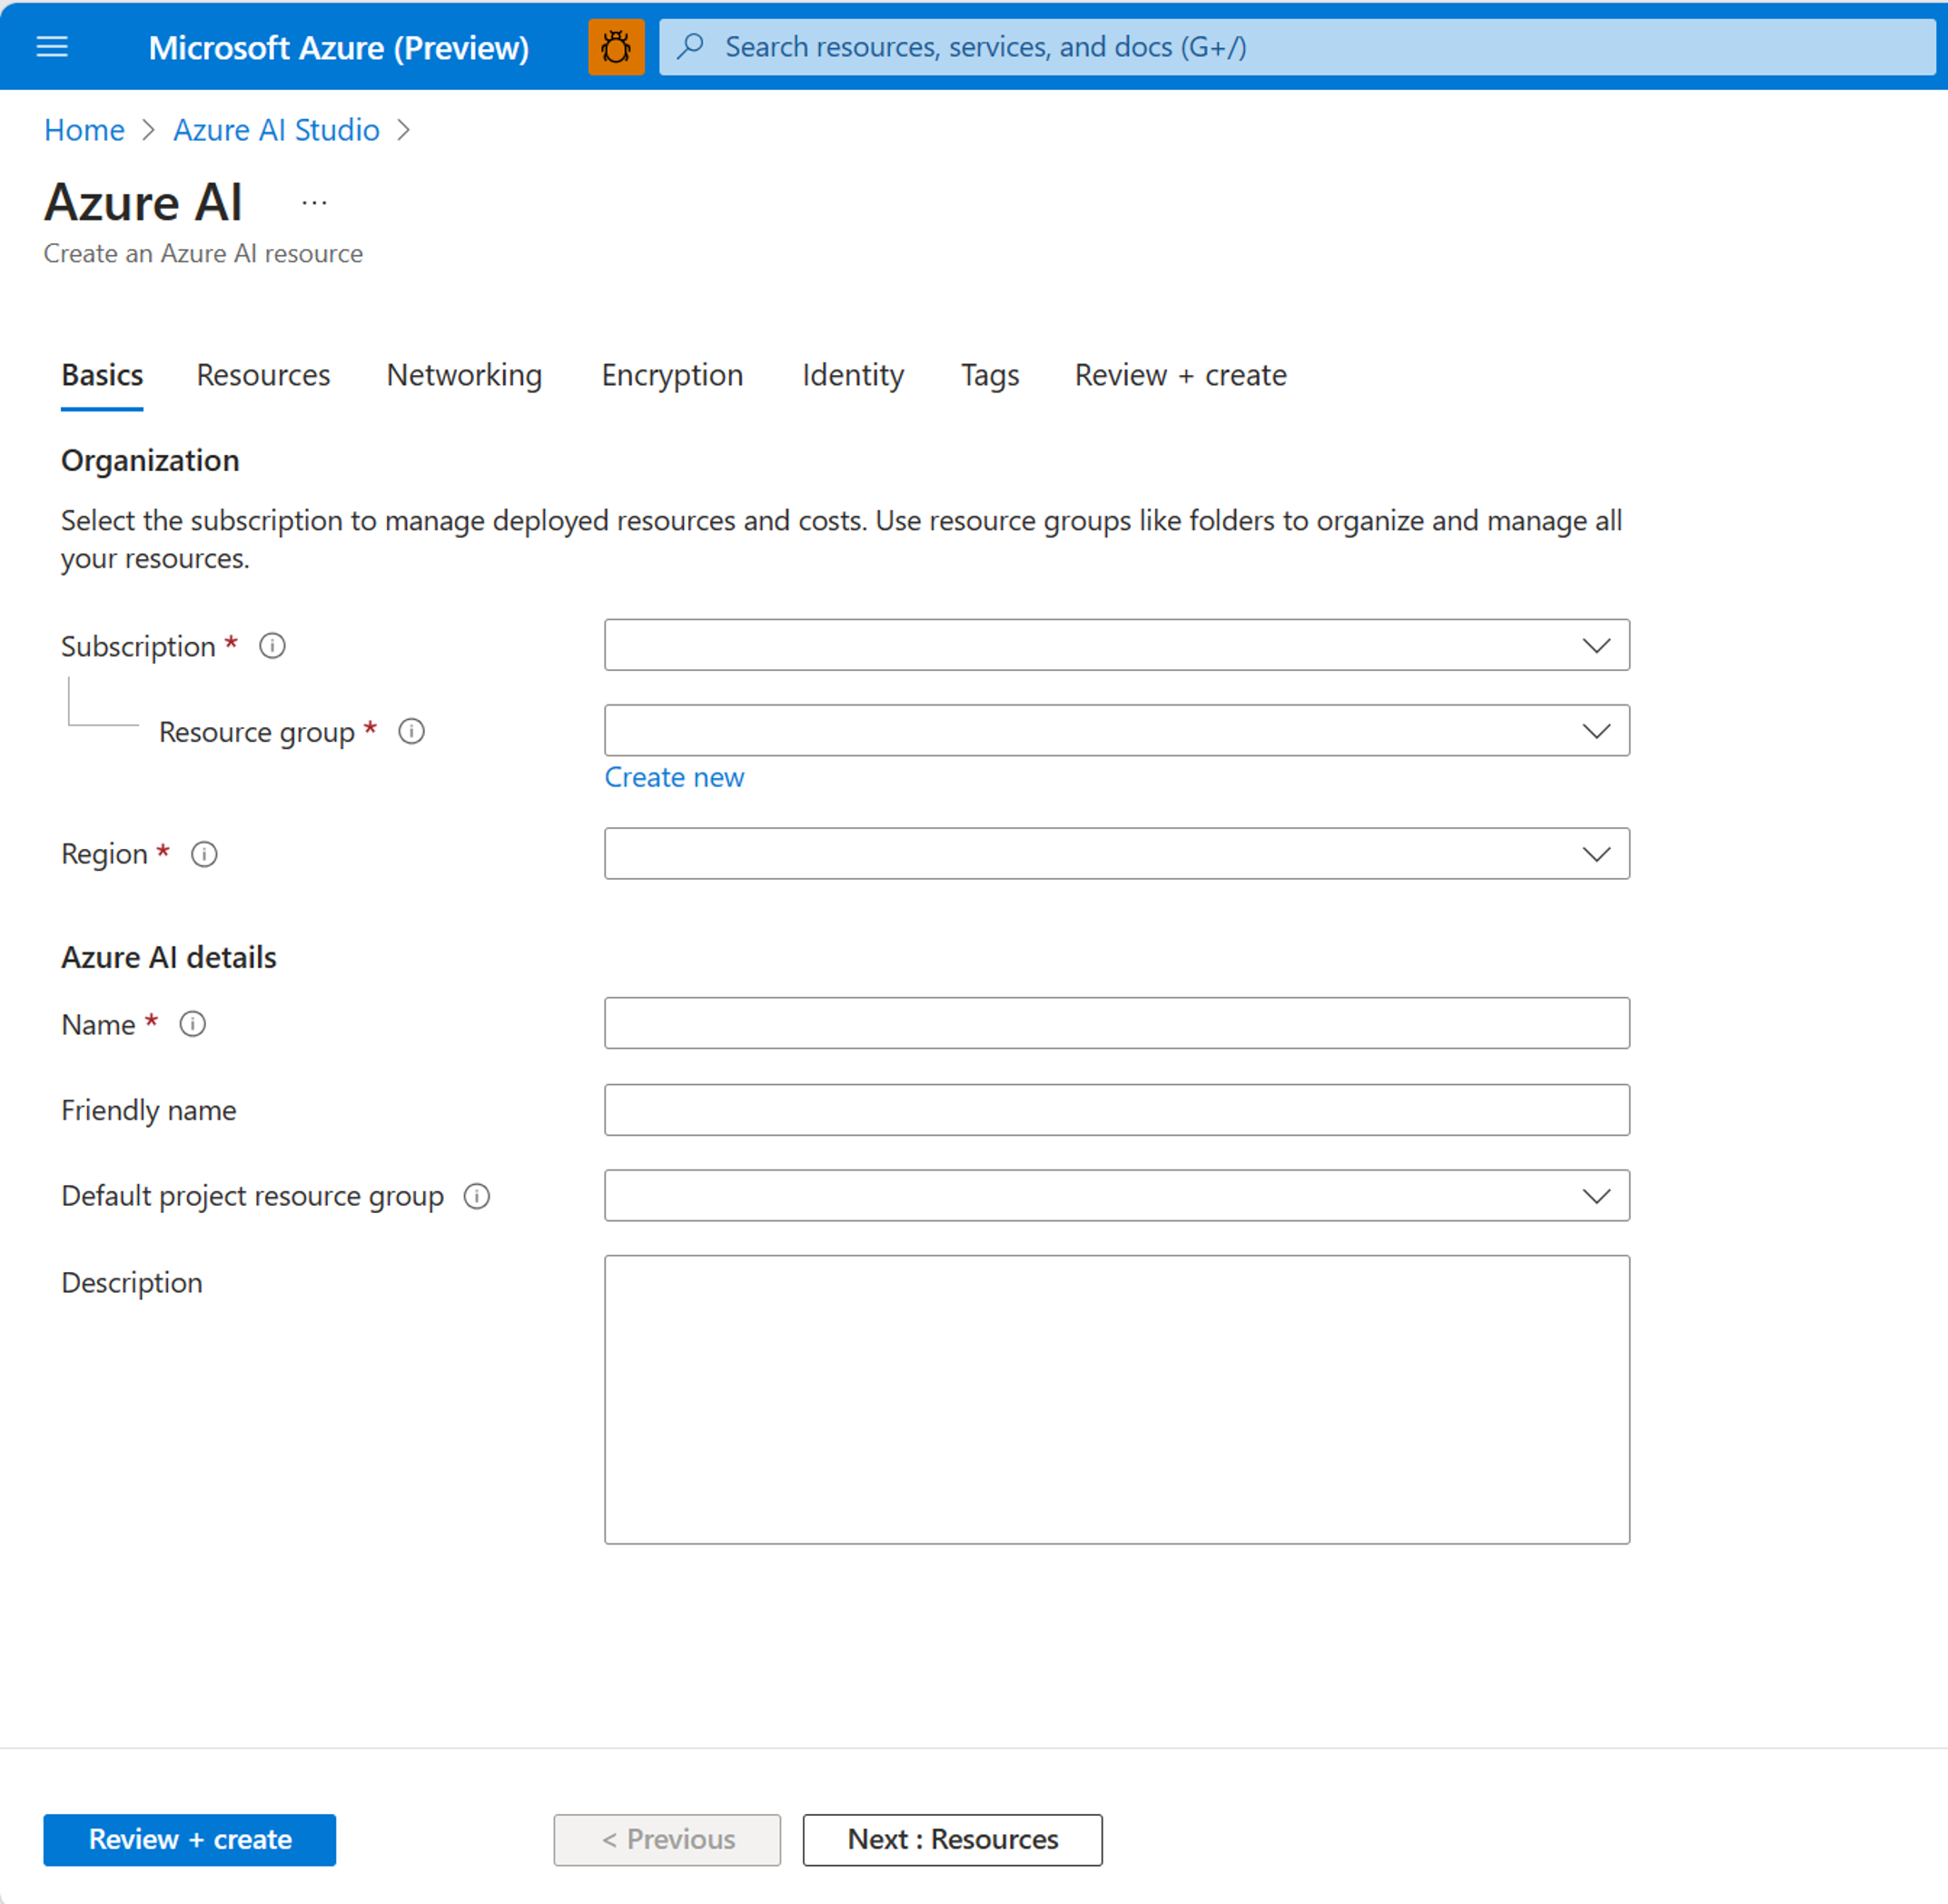 Microsoft Azure (Preview)
Search resources, services, and docs (G+/)
Home > Azure AI Studio >
Azure AI ...
Create an Azure AI resource
Basics Resources Networking Encryption Identity Tags Review + create
Organization
Select the subscription to manage deployed resources and costs. Use resource groups like folders to organize and manage all
your resources.
Subscription *
Resource group *
Create new
Region *
Azure AI details
Name *
Friendly name
Default project resource group
Description
Review + create
< Previous
Next : Resources